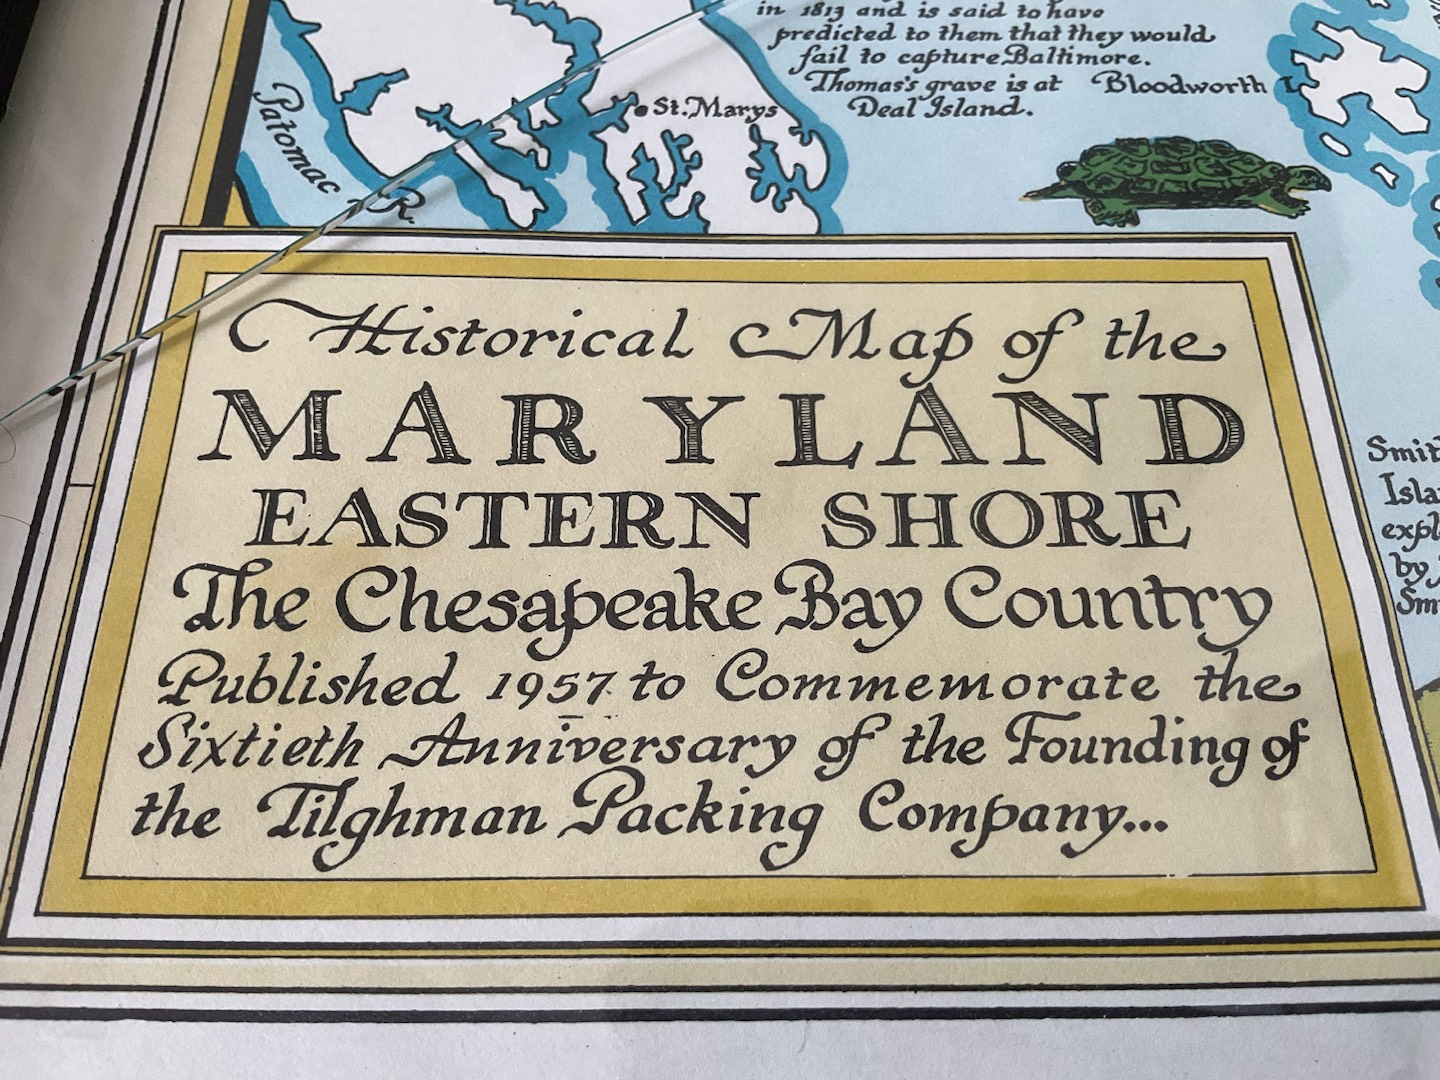 in 1813 and is said to have
predicted to them that they would
fail to capture Baltimore.
Thomas's grave is at
Deal Island.
Bloodworth I.
St. Marys
Patomac R.
Historical Map of the
MARYLAND
EASTERN SHORE
The Chesapeake Bay Country
Published 1957 to Commemorate the
Sixtieth Anniversary of the Founding of
the Tilghman Packing Company...
by